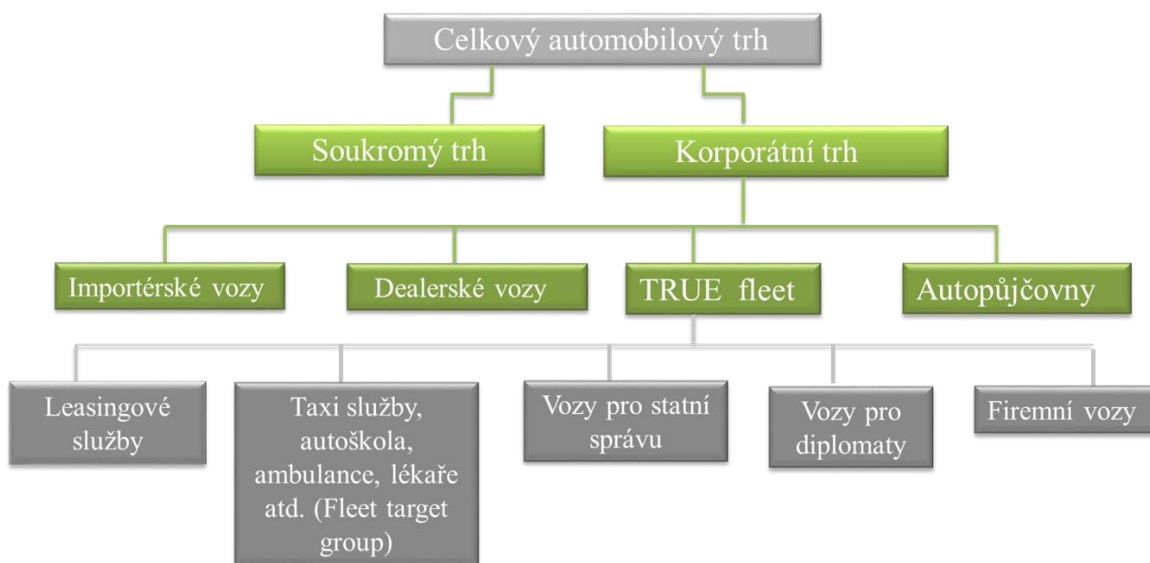 Celkový automobilový trh
Soukromý trh
Korporátní trh
Importérské vozy
Dealerské vozy
TRUE fleet
Autopůjčovny
Leasingové
služby
Taxi služby,
autoškola,
ambulance, lékaře
atd. (Fleet target
group)
Vozy pro statní
správu
Vozy pro
diplomaty
Firemní vozy